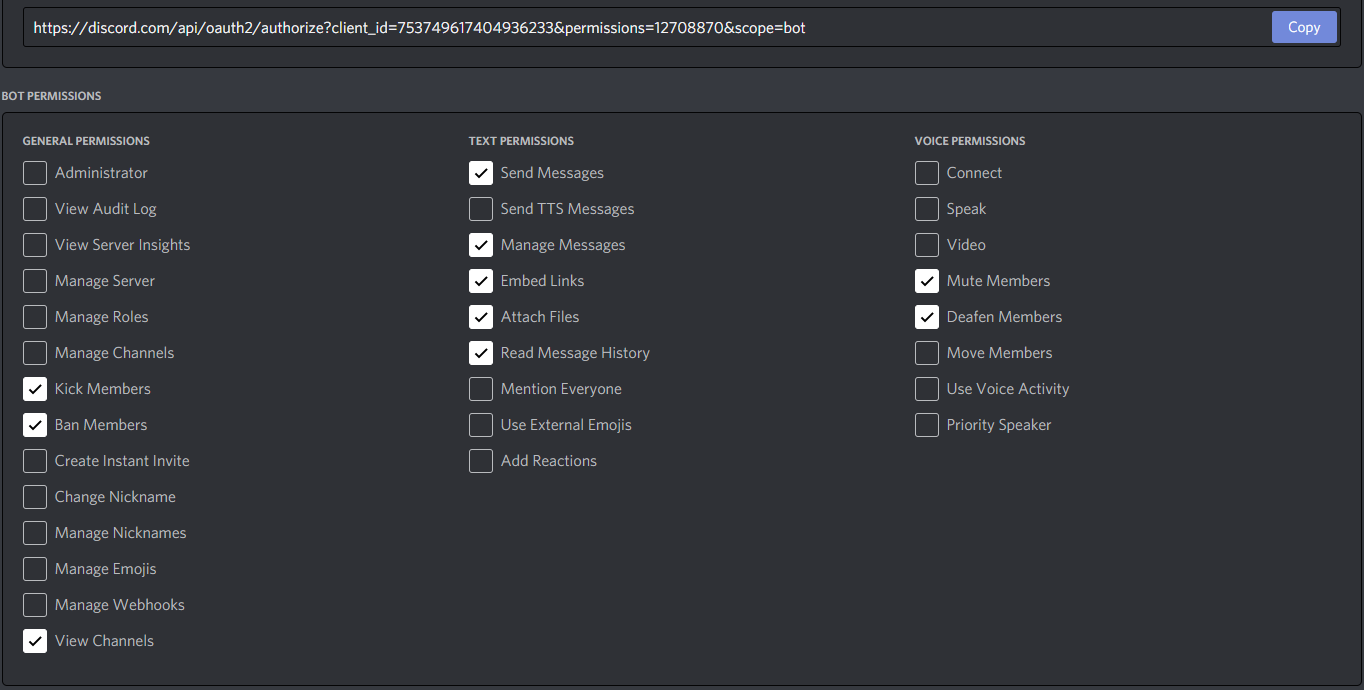 https://discord.com/api/oauth2/authorize?client_id=753749617404936233&permissions=12708870&scope=bot
Copy
BOT PERMISSIONS
GENERAL PERMISSIONS
Administrator
View Audit Log
View Server Insights
Manage Server
Manage Roles
Manage Channels
Kick Members
Ban Members
Create Instant Invite
Change Nickname
Manage Nicknames
Manage Emojis
Manage Webhooks
View Channels
TEXT PERMISSIONS
Send Messages
Send TTS Messages
Manage Messages
Embed Links
Attach Files
Read Message History
Mention Everyone
Use External Emojis
Add Reactions
VOICE PERMISSIONS
Connect
Speak
Video
Mute Members
Deafen Members
Move Members
Use Voice Activity
Priority Speaker